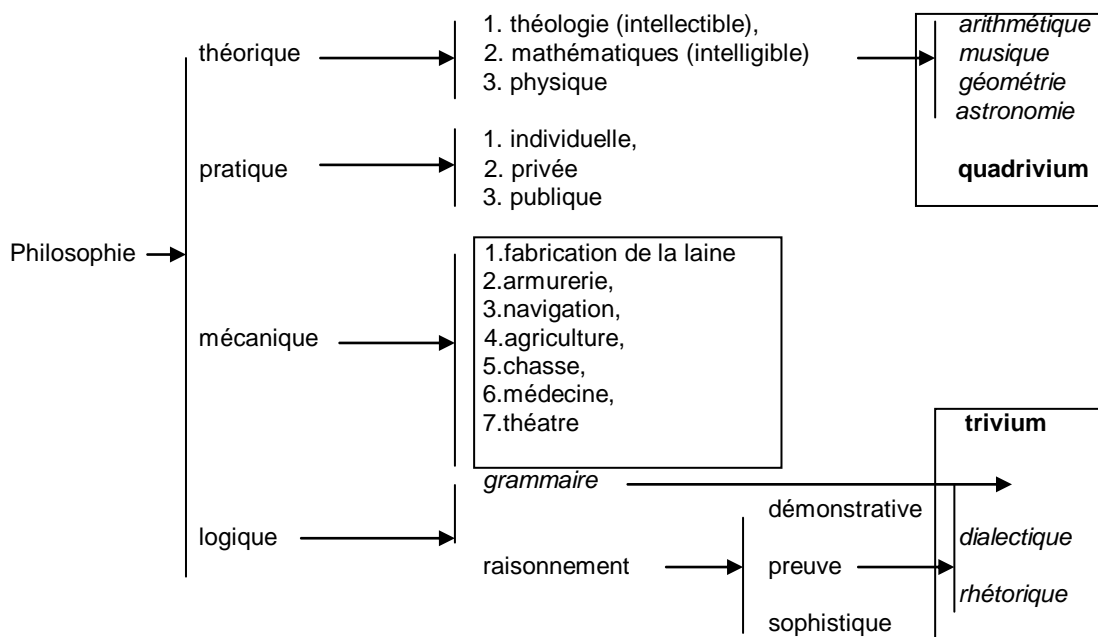 Philosophie
théorique
1. théologie (intellectible),
2. mathématiques (intelligible)
3. physique
arithmétique
musique
géométrie
astronomie
quadrivium
pratique
1. individuelle,
2. privée
3. publique
mécanique
1.fabrication de la laine
2.armurerie,
3.navigation,
4.agriculture,
5.chasse,
6.médecine,
7.théatre
logique
grammaire
raisonnement
démonstrative
preuve
sophistique
trivium
dialectique
rhétorique